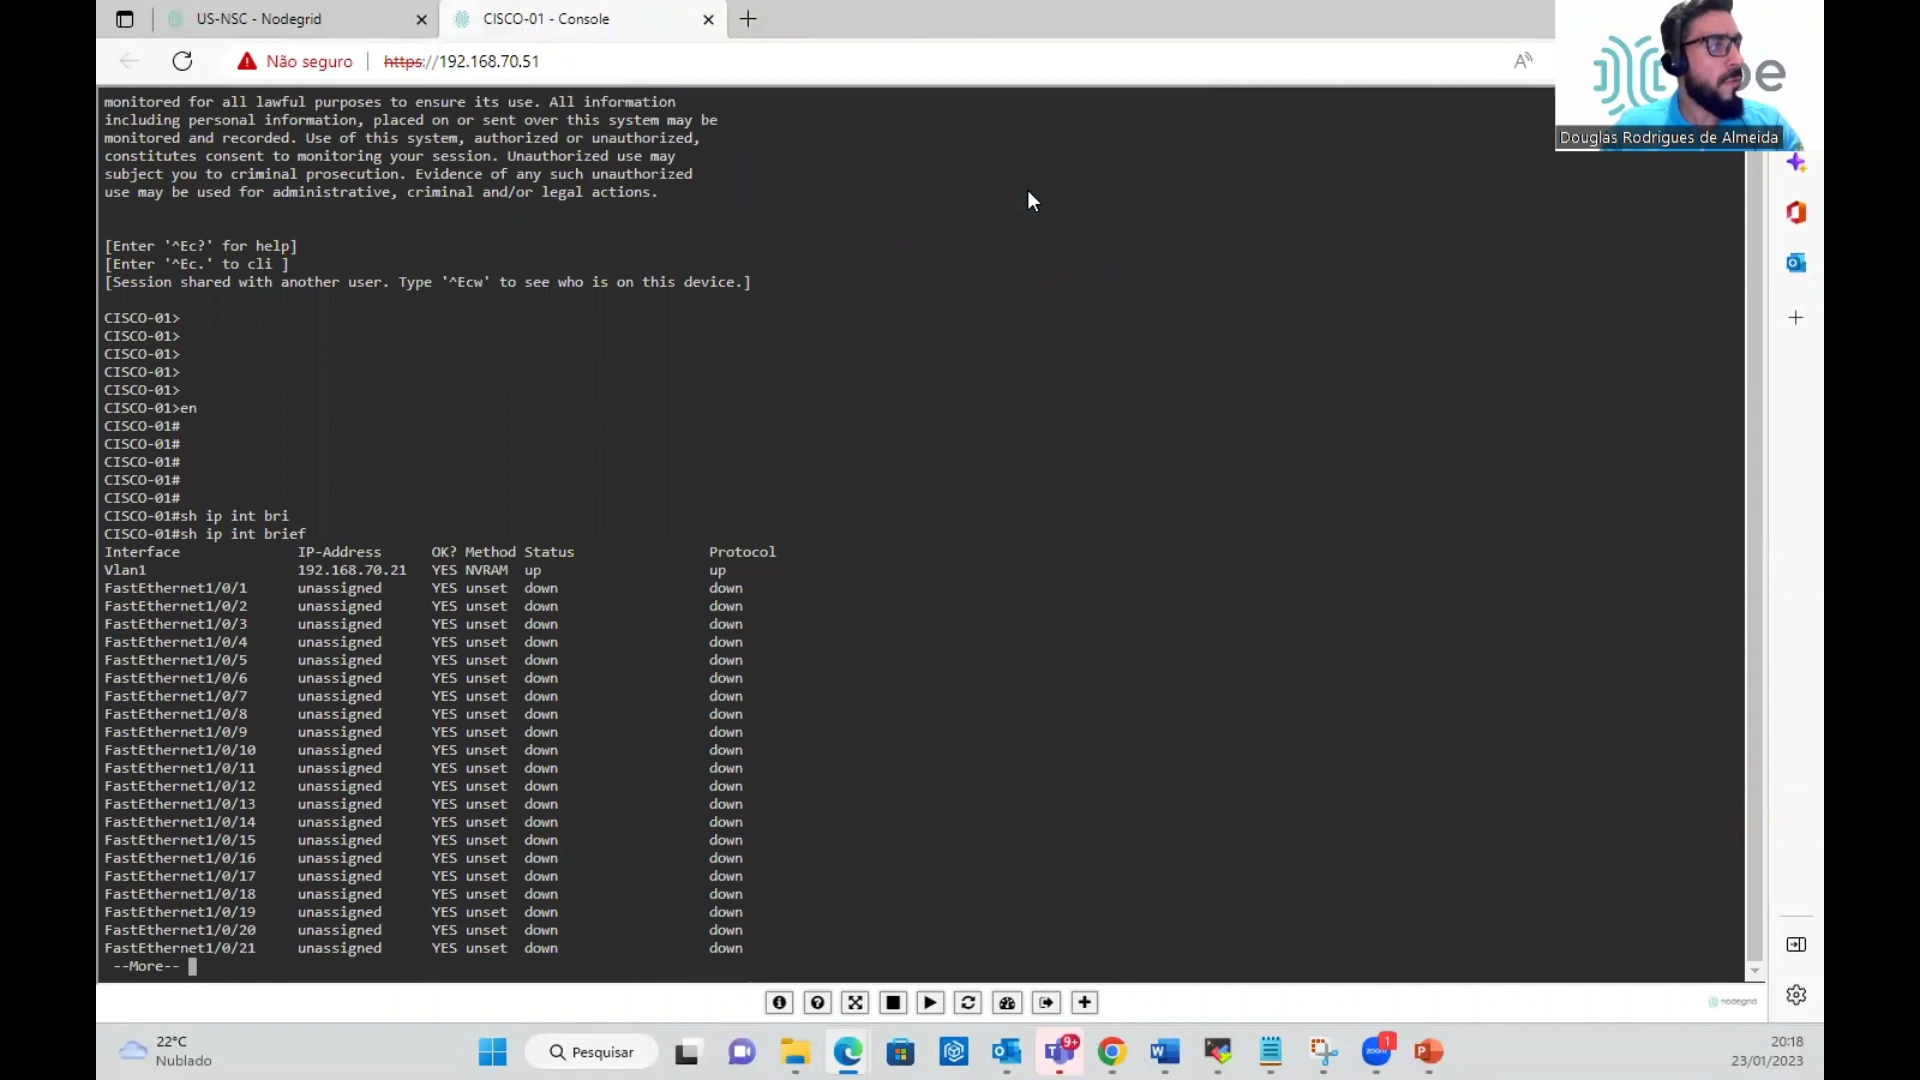 US-NSC - Nodegrid
CISCO-01 - Console
Não seguro
https://192.168.70.51
Douglas Rodrigues de Almeida
monitored for all lawful purposes to ensure its use. All information
including personal information, placed on or sent over this system may be
monitored and recorded. Use of this system, authorized or unauthorized,
constitutes consent to monitoring your session. Unauthorized use may
subject you to criminal prosecution. Evidence of any such unauthorized
use may be used for administrative, criminal and/or legal actions.
[Enter '^Ec?' for help]
[Enter '^Ec.' to cli ]
[Session shared with another user. Type '^Ecw' to see who is on this device.]
CISCO-01>
CISCO-01>
CISCO-01>
CISCO-01>
CISCO-01>
CISCO-01>en
CISCO-01#
CISCO-01#
CISCO-01#
CISCO-01#
CISCO-01#
CISCO-01#sh ip int bri
CISCO-01#sh ip int brief
Interface IP-Address OK? Method Status Protocol
Vlan1 192.168.70.21 YES NVRAM up up
FastEthernet1/0/1 unassigned YES unset down down
FastEthernet1/0/2 unassigned YES unset down down
FastEthernet1/0/3 unassigned YES unset down down
FastEthernet1/0/4 unassigned YES unset down down
FastEthernet1/0/5 unassigned YES unset down down
FastEthernet1/0/6 unassigned YES unset down down
FastEthernet1/0/7 unassigned YES unset down down
FastEthernet1/0/8 unassigned YES unset down down
FastEthernet1/0/9 unassigned YES unset down down
FastEthernet1/0/10 unassigned YES unset down down
FastEthernet1/0/11 unassigned YES unset down down
FastEthernet1/0/12 unassigned YES unset down down
FastEthernet1/0/13 unassigned YES unset down down
FastEthernet1/0/14 unassigned YES unset down down
FastEthernet1/0/15 unassigned YES unset down down
FastEthernet1/0/16 unassigned YES unset down down
FastEthernet1/0/17 unassigned YES unset down down
FastEthernet1/0/18 unassigned YES unset down down
FastEthernet1/0/19 unassigned YES unset down down
FastEthernet1/0/20 unassigned YES unset down down
FastEthernet1/0/21 unassigned YES unset down down
--More--
nodegrid
22°C
Nublado
Pesquisar
9+
1
20:18
23/01/2023